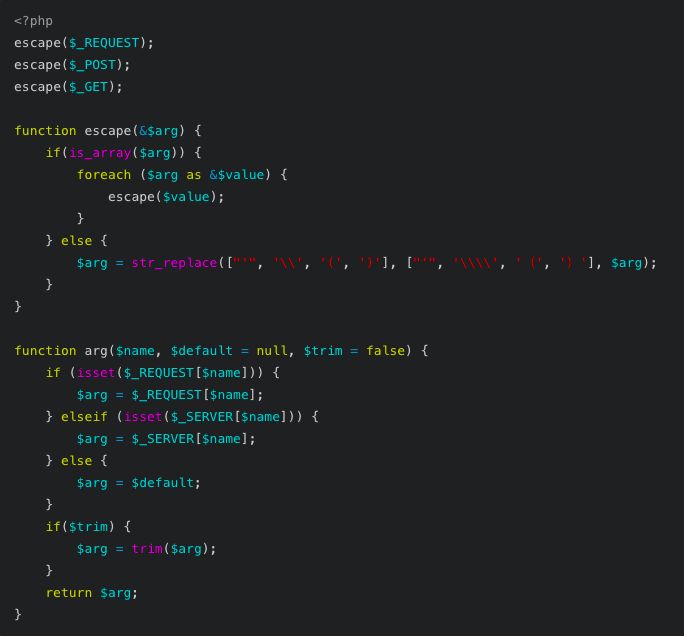 <?php
escape($_REQUEST);
escape($_POST);
escape($_GET);
function escape(&$arg) {
    if(is_array($arg)) {
        foreach ($arg as &$value) {
            escape($value);
        }
    } else {
        $arg = str_replace(["'", '\\', '(', ')'], ["‘", '\\\\', ' (', ') '], $arg);
    }
}
function arg($name, $default = null, $trim = false) {
    if (isset($_REQUEST[$name])) {
        $arg = $_REQUEST[$name];
    } elseif (isset($_SERVER[$name])) {
        $arg = $_SERVER[$name];
    } else {
        $arg = $default;
    }
    if($trim) {
        $arg = trim($arg);
    }
    return $arg;
}